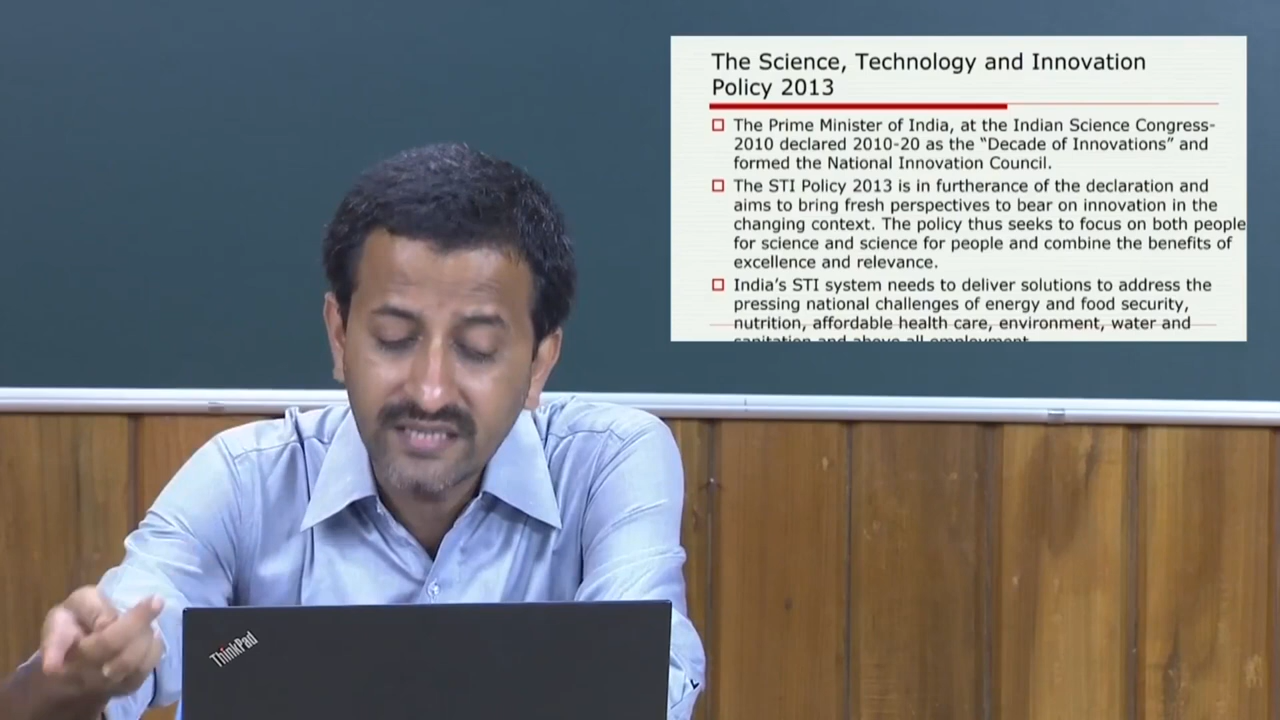 The Science, Technology and Innovation
Policy 2013
The Prime Minister of India, at the Indian Science Congress-
2010 declared 2010-20 as the “Decade of Innovations” and
formed the National Innovation Council.
The STI Policy 2013 is in furtherance of the declaration and
aims to bring fresh perspectives to bear on innovation in the
changing context. The policy thus seeks to focus on both people
for science and science for people and combine the benefits of
excellence and relevance.
India’s STI system needs to deliver solutions to address the
pressing national challenges of energy and food security,
nutrition, affordable health care, environment, water and
sanitation and above all employment.
ThinkPad